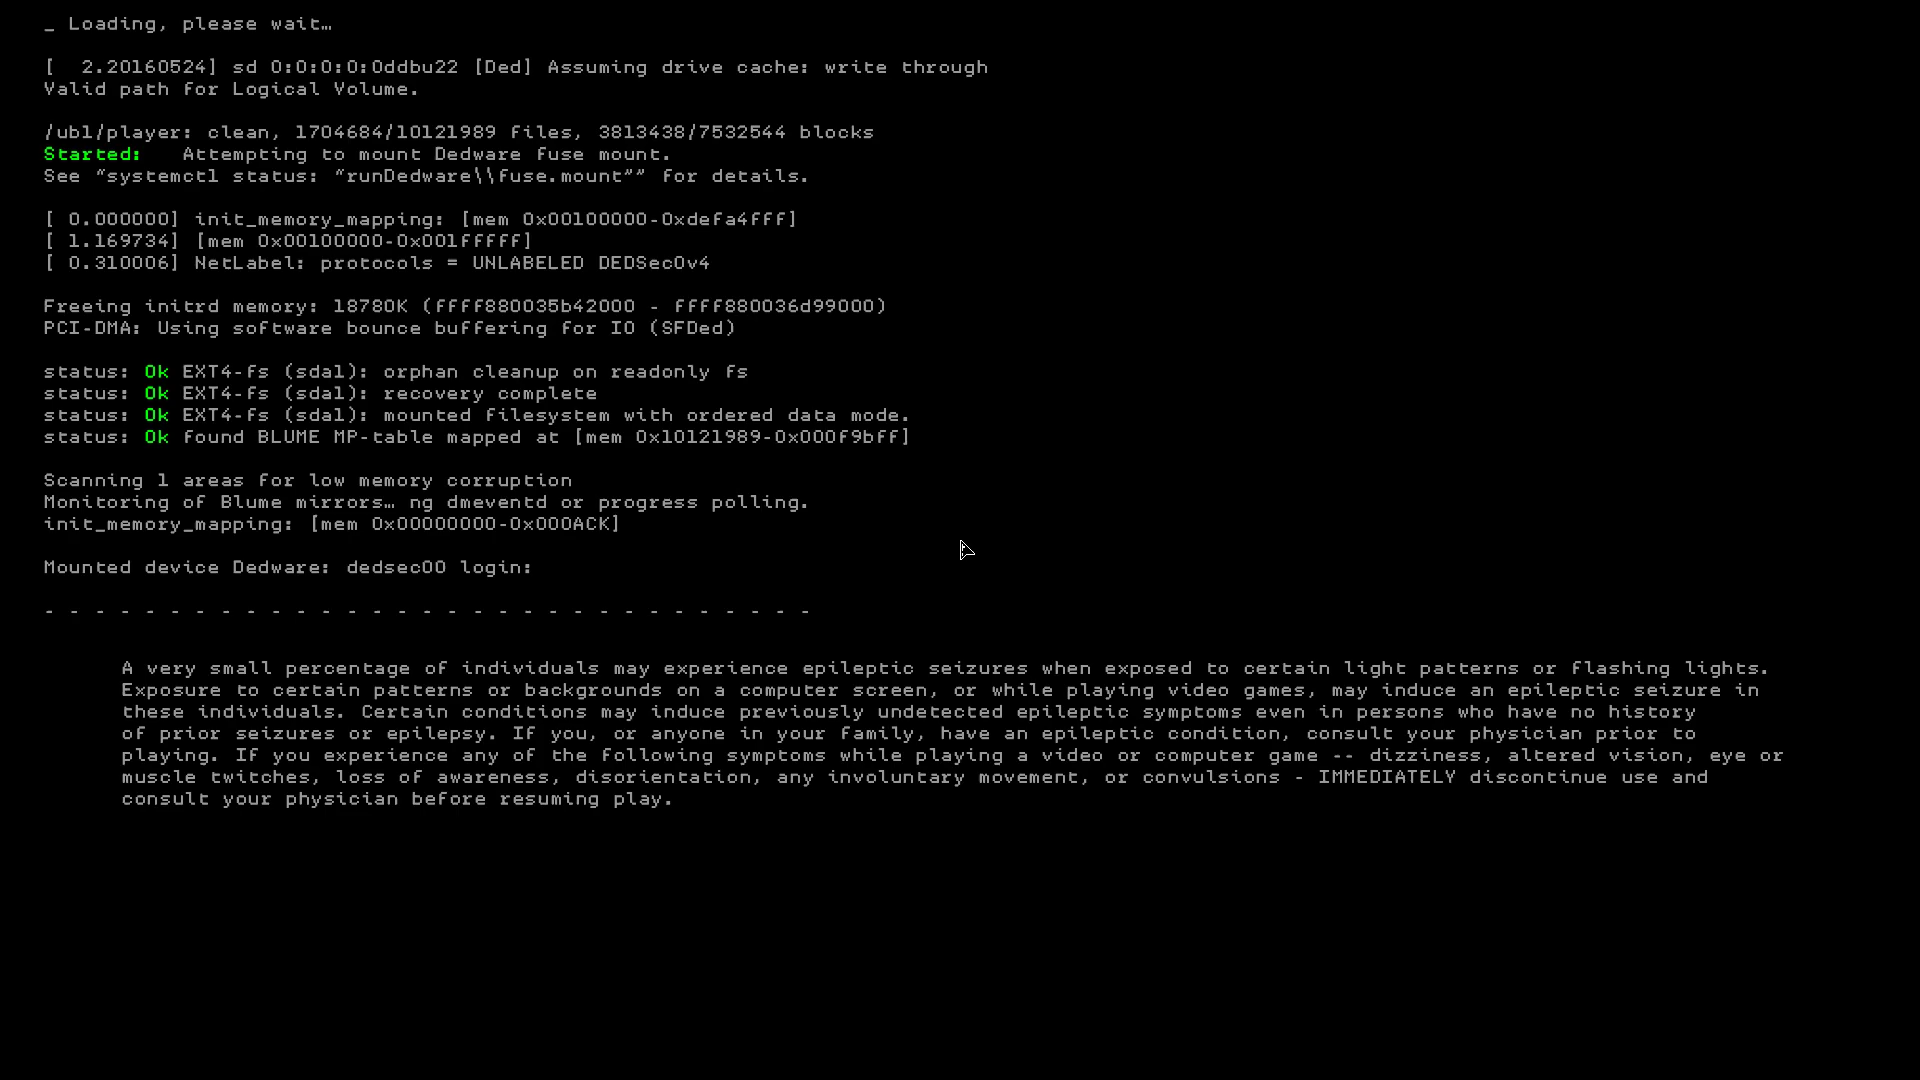 _ Loading, please wait…
[  2.20160524] sd 0:0:0:0:0ddbu22 [Ded] Assuming drive cache: write through
Valid path for Logical Volume.
/ubl/player: clean, 1704684/10121989 files, 3813438/7532544 blocks
Started:   Attempting to mount Dedware fuse mount.
See “systemctl status: “runDedware\\fuse.mount”” for details.
[ 0.000000] init_memory_mapping: [mem 0x00100000-0xdefa4fff]
[ 1.169734] [mem 0x00100000-0x001fffff]
[ 0.310006] NetLabel: protocols = UNLABELED DEDSecOv4
Freeing initrd memory: 18780K (ffff880035b42000 - ffff880036d99000)
PCI-DMA: Using software bounce buffering for IO (SFDed)
status: Ok EXT4-fs (sda1): orphan cleanup on readonly fs
status: Ok EXT4-fs (sda1): recovery complete
status: Ok EXT4-fs (sda1): mounted filesystem with ordered data mode.
status: Ok found BLUME MP-table mapped at [mem 0x10121989-0x000f9bff]
Scanning 1 areas for low memory corruption
Monitoring of Blume mirrors… ng dmeventd or progress polling.
init_memory_mapping: [mem 0x00000000-0x000ACK]
Mounted device Dedware: dedsec00 login:
- - - - - - - - - - - - - - - - - - - - - - - - - - - - - - -
A very small percentage of individuals may experience epileptic seizures when exposed to certain light patterns or flashing lights.
Exposure to certain patterns or backgrounds on a computer screen, or while playing video games, may induce an epileptic seizure in
these individuals. Certain conditions may induce previously undetected epileptic symptoms even in persons who have no history
of prior seizures or epilepsy. If you, or anyone in your family, have an epileptic condition, consult your physician prior to
playing. If you experience any of the following symptoms while playing a video or computer game -- dizziness, altered vision, eye or
muscle twitches, loss of awareness, disorientation, any involuntary movement, or convulsions - IMMEDIATELY discontinue use and
consult your physician before resuming play.